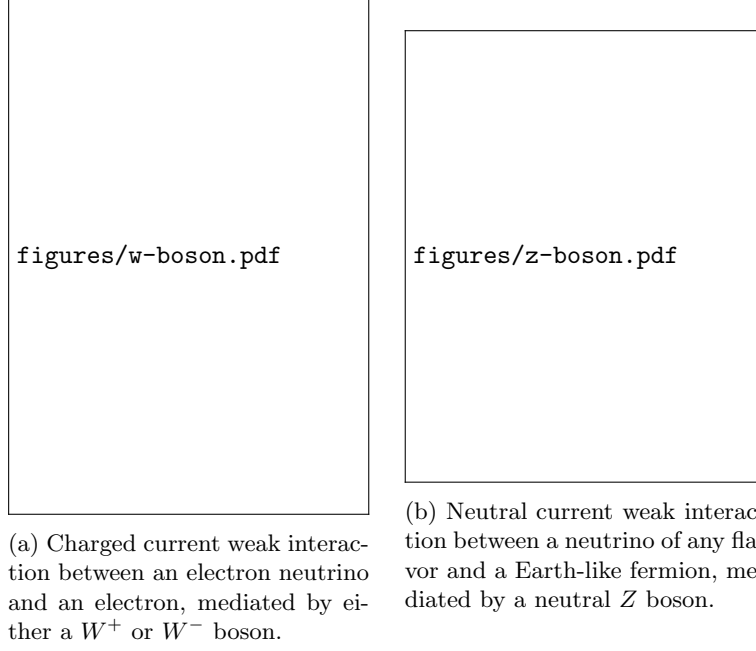 figures/w-boson.pdf
(a) Charged current weak interac-
tion between an electron neutrino
and an electron, mediated by ei-
ther a W+ or W− boson.
figures/z-boson.pdf
(b) Neutral current weak interac
tion between a neutrino of any fla
vor and a Earth-like fermion, me
diated by a neutral Z boson.